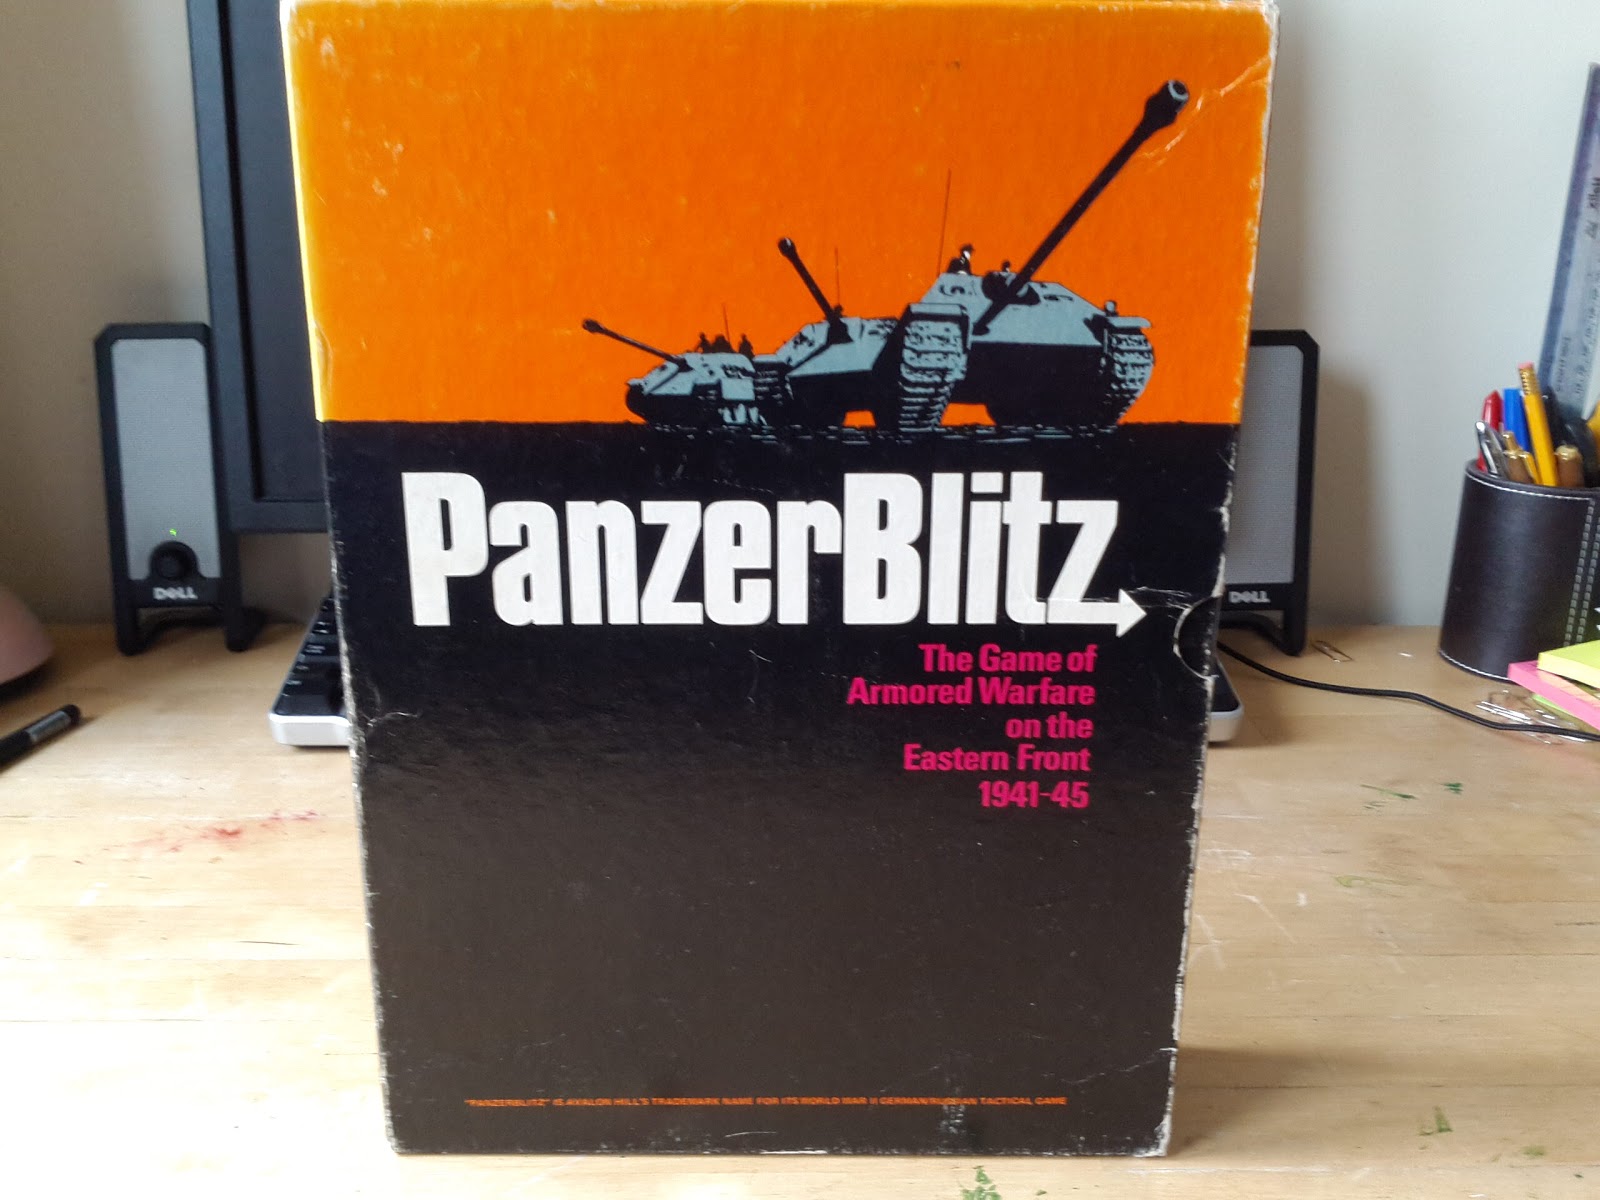 PanzerBlitz
The Game of
Armored Warfare
on the
Eastern Front
1941-45
"PANZERBLITZ" IS AVALON HILL'S TRADEMARK NAME FOR ITS WORLD WAR II GERMAN/RUSSIAN TACTICAL GAME
DELL
DELL
Helix